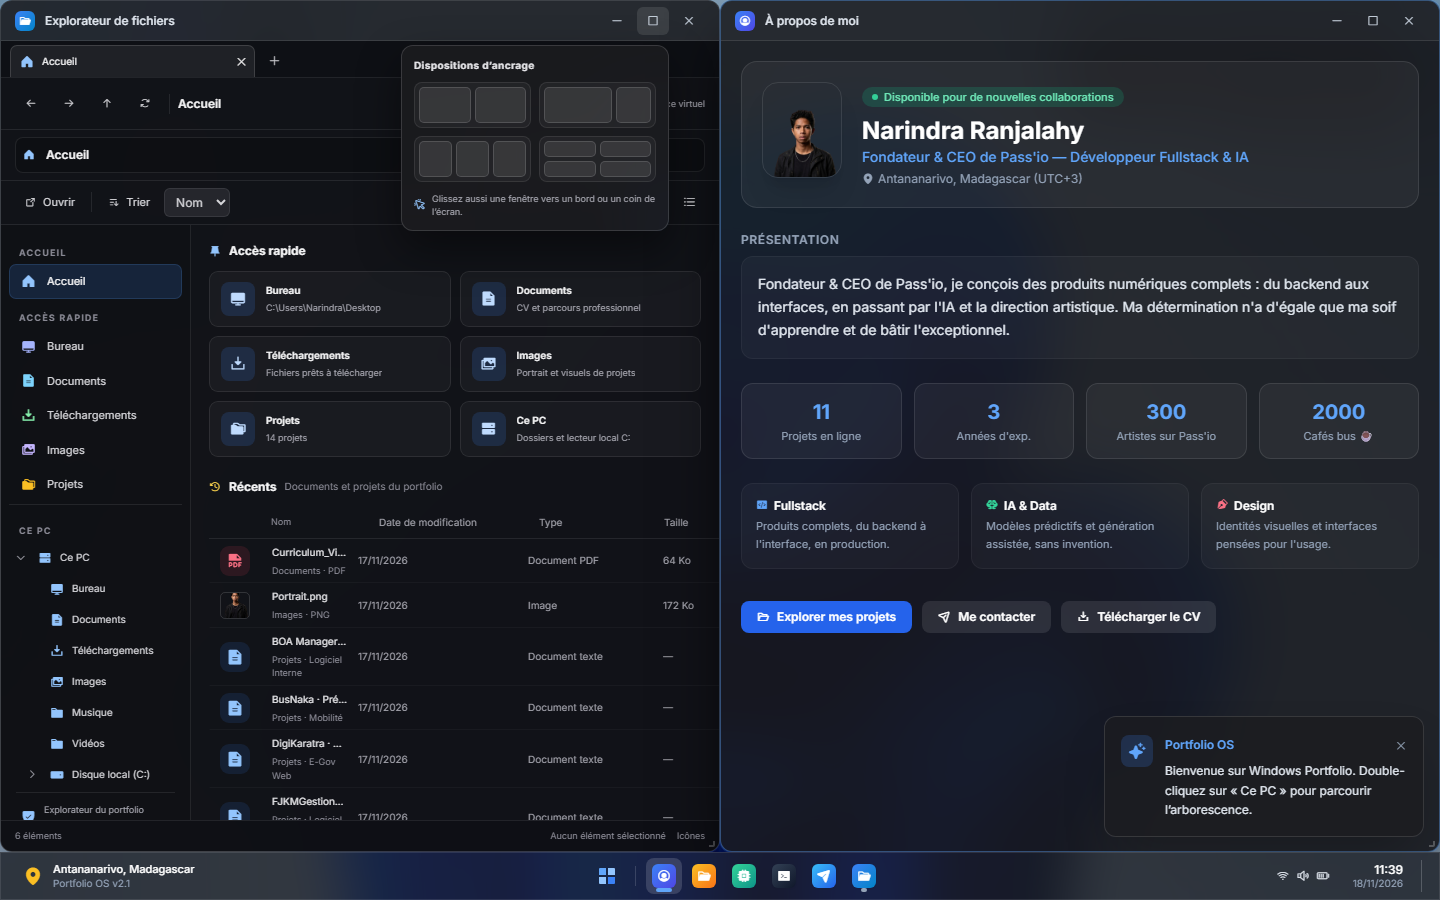 Explorateur de fichiers
Accueil
Dispositions d'ancrage
Accueil
ce virtuel
Accueil
Glissez aussi une fenêtre vers un bord ou un coin de
l'écran.
Ouvrir
Trier
Nom
ACCUEIL
Accueil
ACCÈS RAPIDE
Bureau
Documents
Téléchargements
Images
Projets
CE PC
Ce PC
Bureau
Documents
Téléchargements
Images
Musique
Vidéos
Disque local (C:)
Explorateur du portfolio
Accès rapide
Bureau
C:\Users\Narindra\Desktop
Documents
CV et parcours professionnel
Téléchargements
Fichiers prêts à télécharger
Images
Portrait et visuels de projets
Projets
14 projets
Ce PC
Dossiers et lecteur local C:
Récents Documents et projets du portfolio
Nom Date de modification Type Taille
PDF
Curriculum_Vi... 17/11/2026 Document PDF 64 Ko
Documents · PDF
Portrait.png 17/11/2026 Image 172 Ko
Images · PNG
BOA Manager... 17/11/2026 Document texte —
Projets · Logiciel
Interne
BusNaka · Pré... 17/11/2026 Document texte —
Projets · Mobilité
DigiKaratra · ... 17/11/2026 Document texte —
Projets · E-Gov
Web
FJKMGestion... 17/11/2026 Document texte —
Projets · Logiciel
6 éléments
Aucun élément sélectionné Icônes
À propos de moi
Disponible pour de nouvelles collaborations
Narindra Ranjalahy
Fondateur & CEO de Pass'io — Développeur Fullstack & IA
Antananarivo, Madagascar (UTC+3)
PRÉSENTATION
Fondateur & CEO de Pass'io, je conçois des produits numériques complets : du backend aux
interfaces, en passant par l'IA et la direction artistique. Ma détermination n'a d'égale que ma soif
d'apprendre et de bâtir l'exceptionnel.
11
Projets en ligne
3
Années d'exp.
300
Artistes sur Pass'io
2000
Cafés bus
Fullstack
Produits complets, du backend à
l'interface, en production.
IA & Data
Modèles prédictifs et génération
assistée, sans invention.
Design
Identités visuelles et interfaces
pensées pour l'usage.
Explorer mes projets
Me contacter
Télécharger le CV
Portfolio OS
Bienvenue sur Windows Portfolio. Double-
cliquez sur « Ce PC » pour parcourir
l'arborescence.
Antananarivo, Madagascar
Portfolio OS v2.1
11:39
18/11/2026